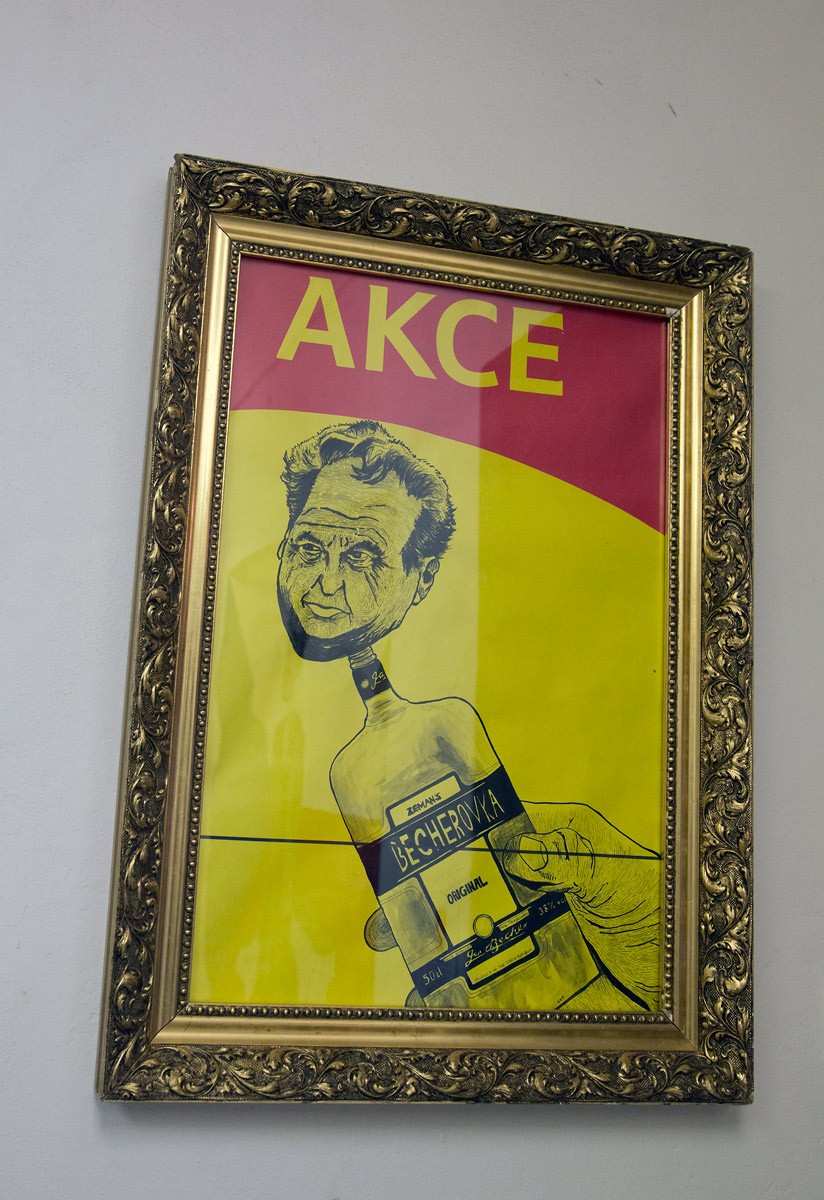 AKCE
ZEMAN-S
BECHEROVKA
ORIGINAL
38%
50cl